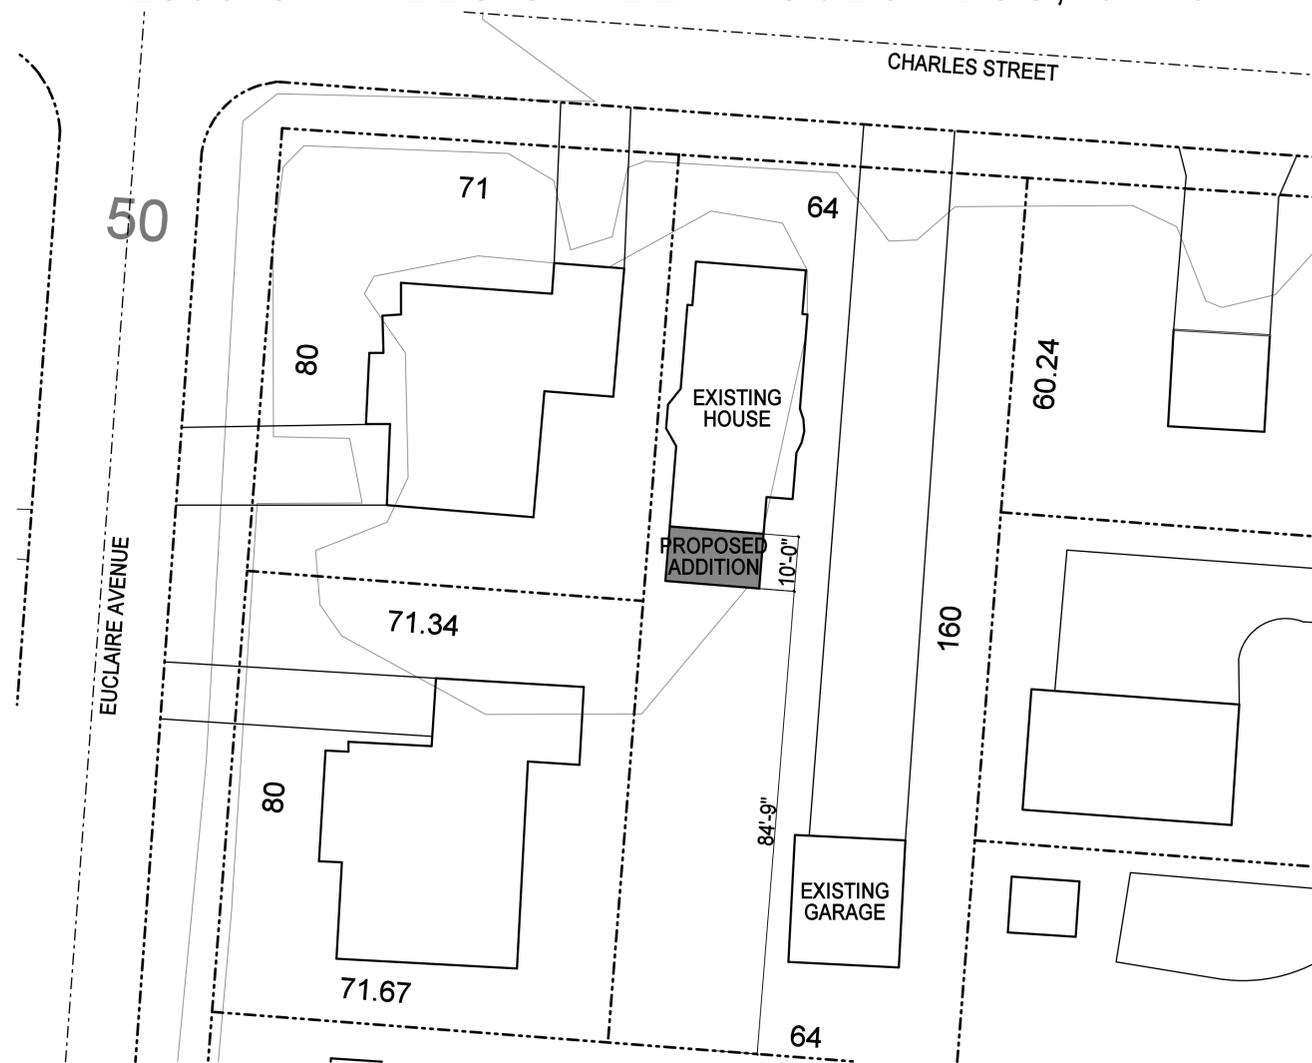 CHARLES STREET
71
64
50
80
60.24
EXISTING
HOUSE
PROPOSED
ADDITION
10'-0"
EUCLAIRE AVENUE
71.34
160
80
84'-9"
EXISTING
GARAGE
71.67
64